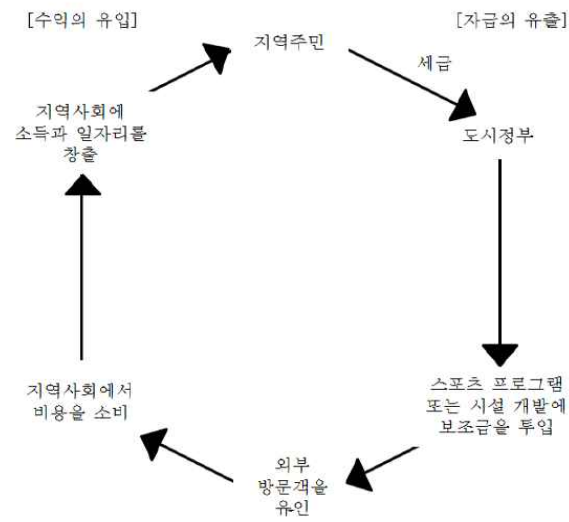 [수익의 유입]
[자금의 유출]
지역주민
세금
도시정부
스포츠 프로그램
또는 시설 개발에
보조금을 투입
외부
방문객을
유인
지역사회에서
비용을 소비
지역사회에
소득과 일자리를
창출